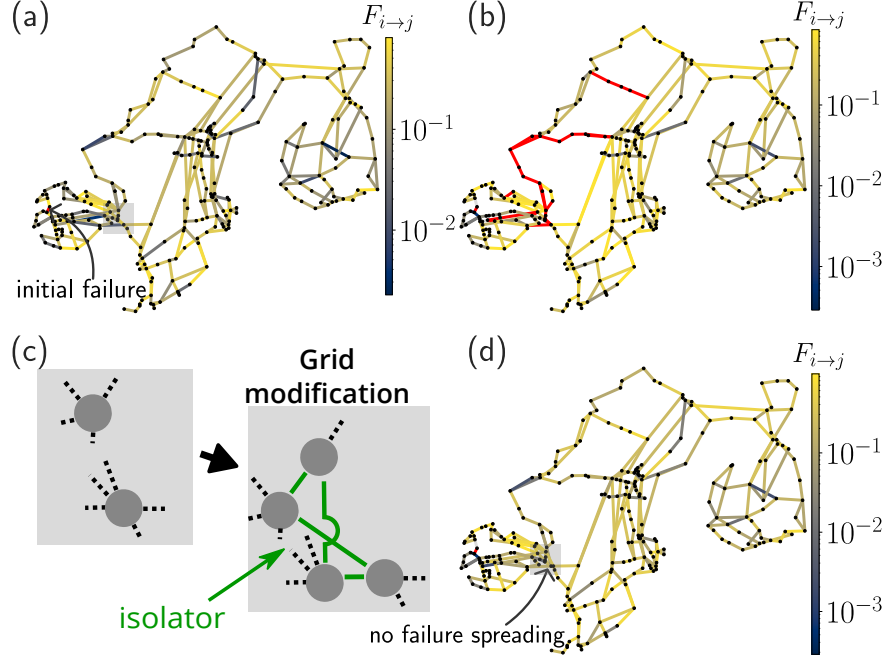 (a)
F_{i→j}
10^{-1}
10^{-2}
initial failure
(b)
F_{i→j}
10^{-1}
10^{-2}
10^{-3}
(c)
Grid
modification
isolator
(d)
F_{i→j}
10^{-1}
10^{-2}
10^{-3}
no failure spreading